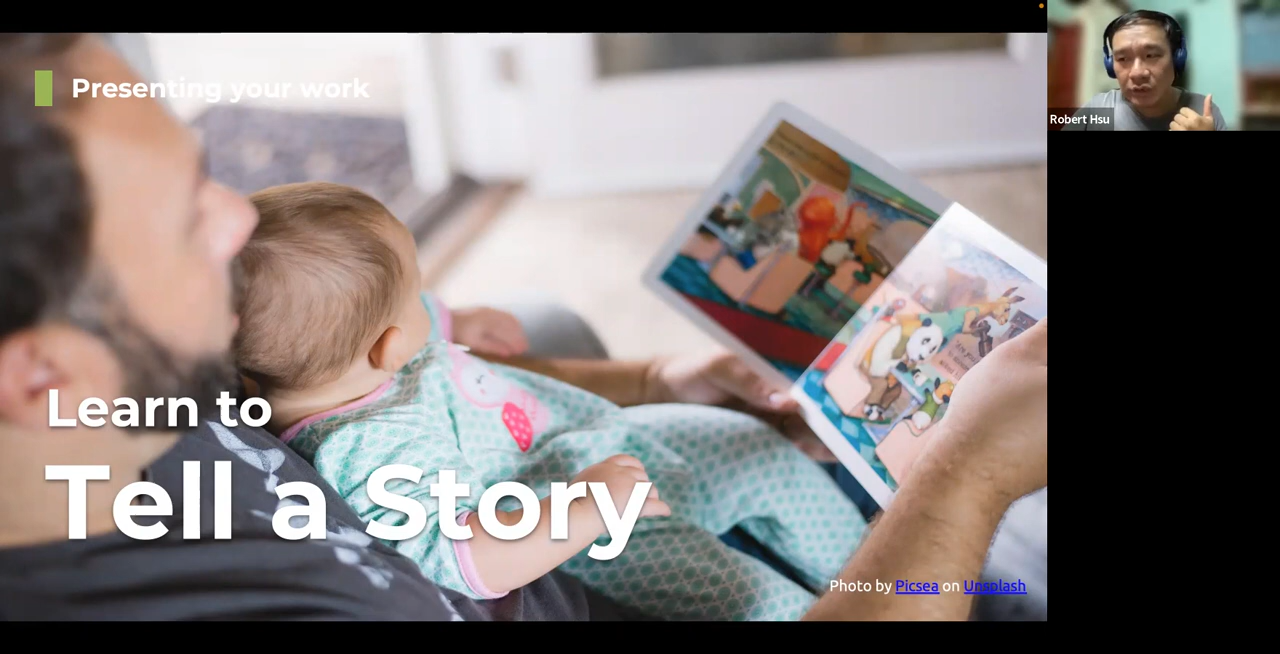 Presenting your work
Learn to
Tell a Story
Photo by Picsea on Unsplash
Robert Hsu